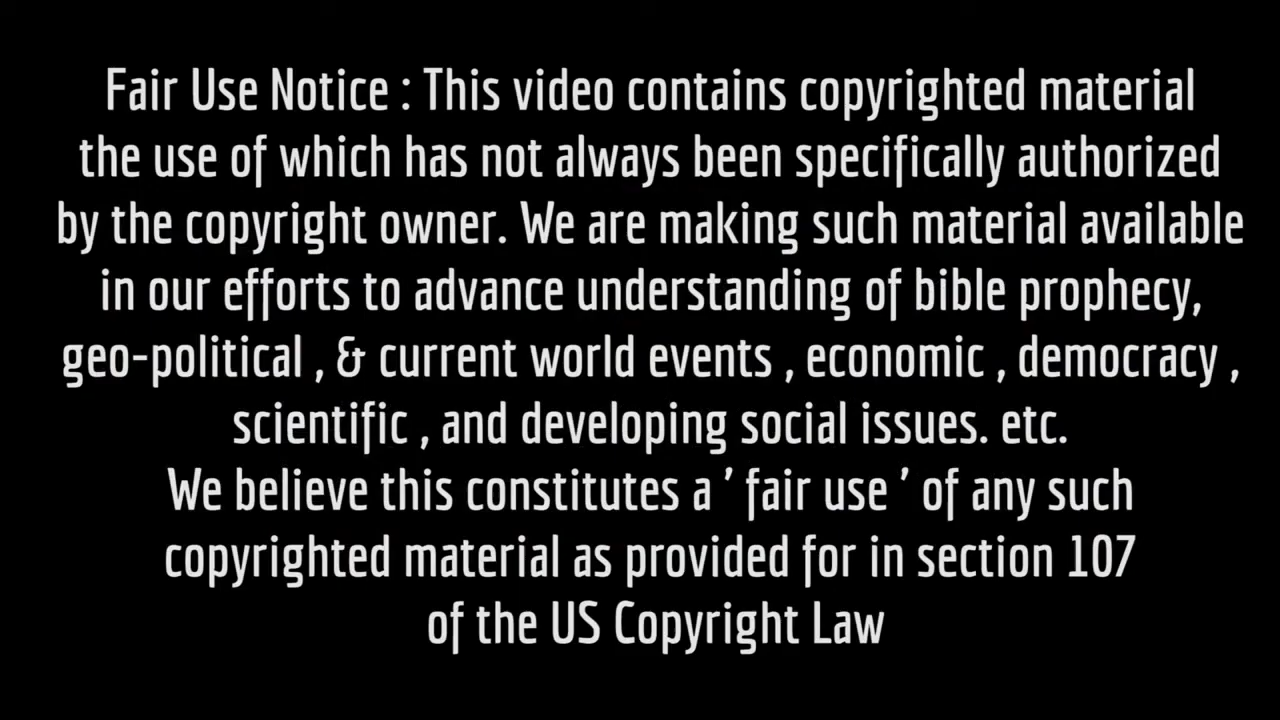 Fair Use Notice : This video contains copyrighted material
the use of which has not always been specifically authorized
by the copyright owner. We are making such material available
in our efforts to advance understanding of bible prophecy,
geo-political , & current world events , economic , democracy ,
scientific , and developing social issues. etc.
We believe this constitutes a ' fair use ' of any such
copyrighted material as provided for in section 107
of the US Copyright Law